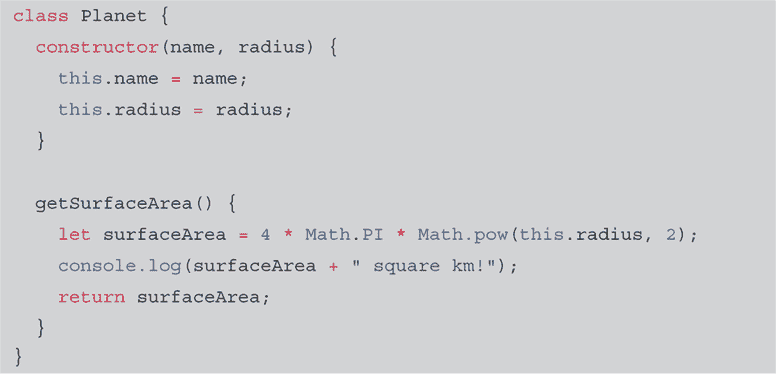 class Planet {
  constructor(name, radius) {
    this.name = name;
    this.radius = radius;
  }

  getSurfaceArea() {
    let surfaceArea = 4 * Math.PI * Math.pow(this.radius, 2);
    console.log(surfaceArea + " square km!");
    return surfaceArea;
  }
}